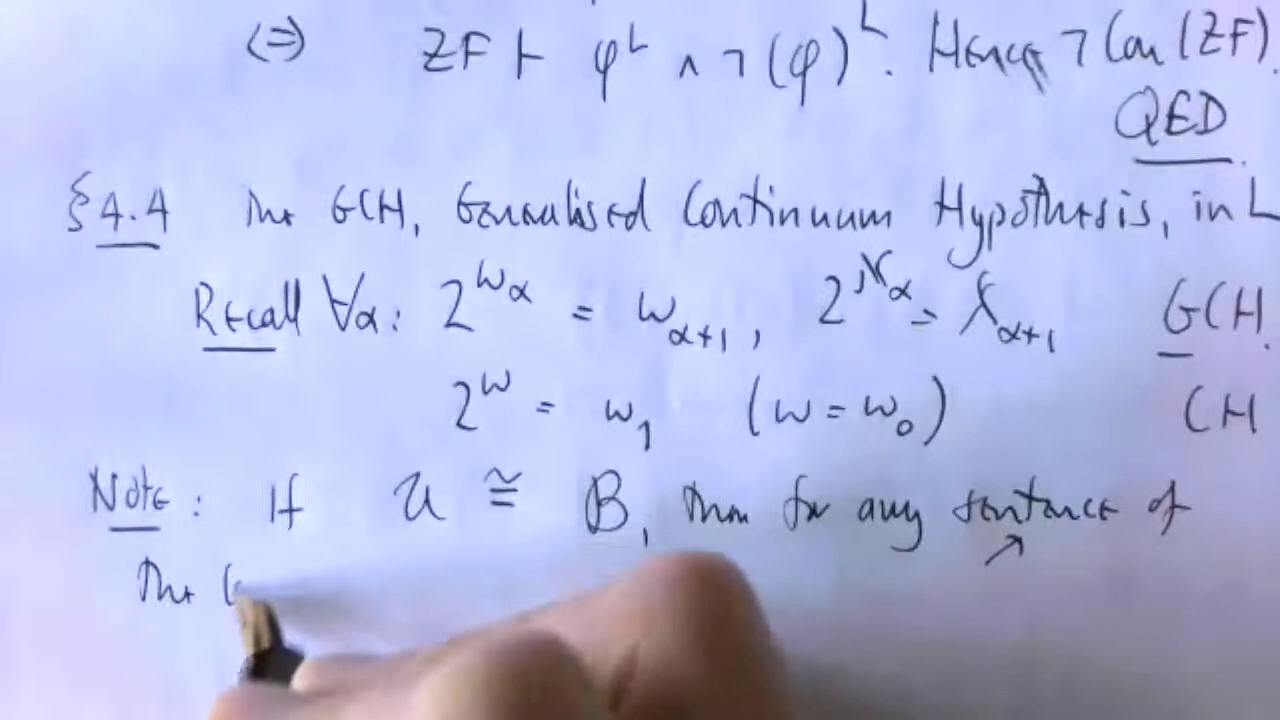 (⇒) ZF ⊢ φ^L ∧ ¬(φ)^L. Hence ¬Con(ZF).
QED
§4.4 The GCH, Generalised Continuum Hypothesis, in L
Recall ∀α: 2^{ω_α} = ω_{α+1}, 2^{ℵ_α} = ℵ_{α+1} GCH.
2^ω = ω_1 (ω = ω_0) CH
Note: If 𝔄 ≅ 𝔅, then for any sentence of
The